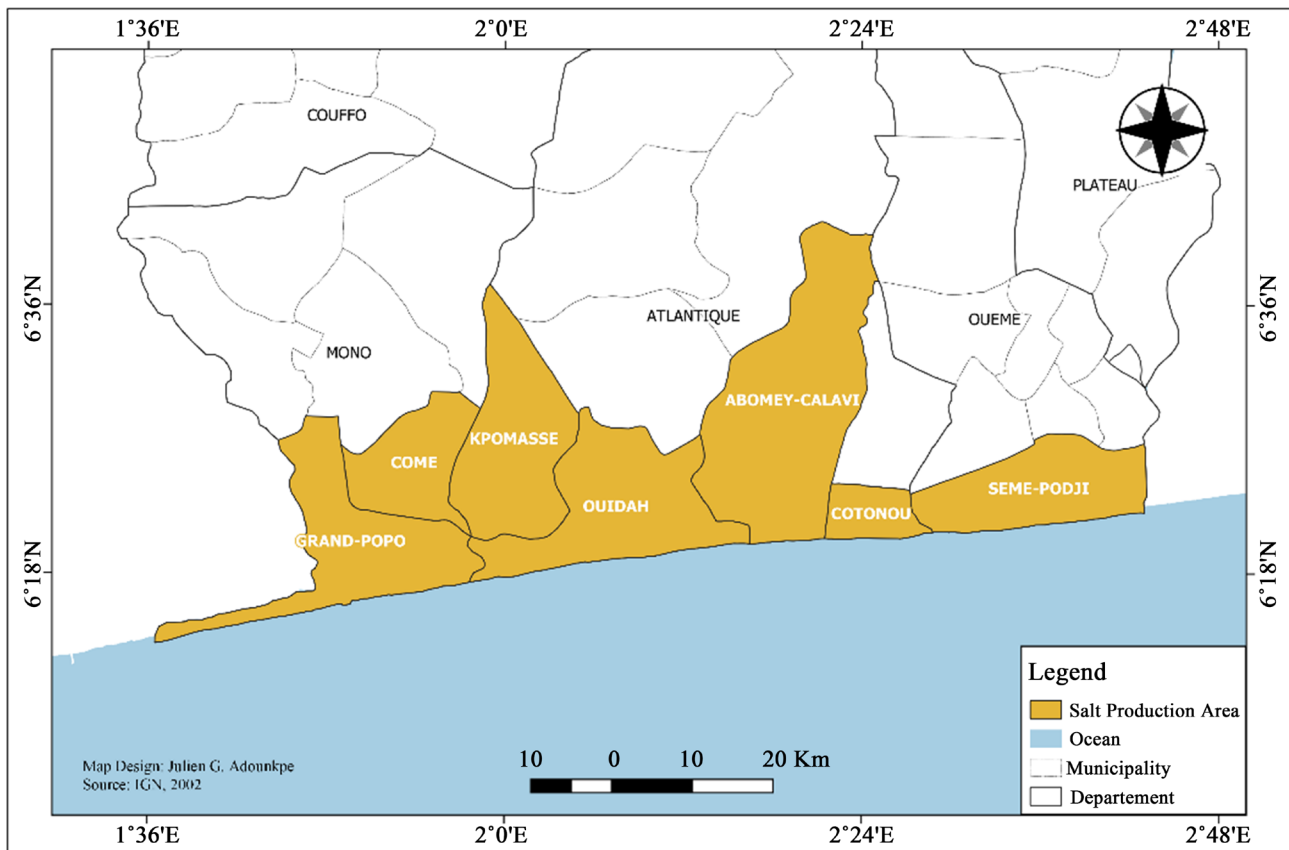 1°36'E 2°0'E 2°24'E 2°48'E
COUFFO
PLATEAU
6°36'N 6°36'N
ATLANTIQUE
OUEME
MONO
ABOMEY-CALAVI
KPOMASSE
COME
SEME-PODJI
OUIDAH
COTONOU
GRAND-POPO
6°18'N 6°18'N
Legend
Salt Production Area
Ocean
Municipality
Departement
10 0 10 20 Km
Map Design: Julien G. Adounkpe
Source: IGN, 2002
1°36'E 2°0'E 2°24'E 2°48'E